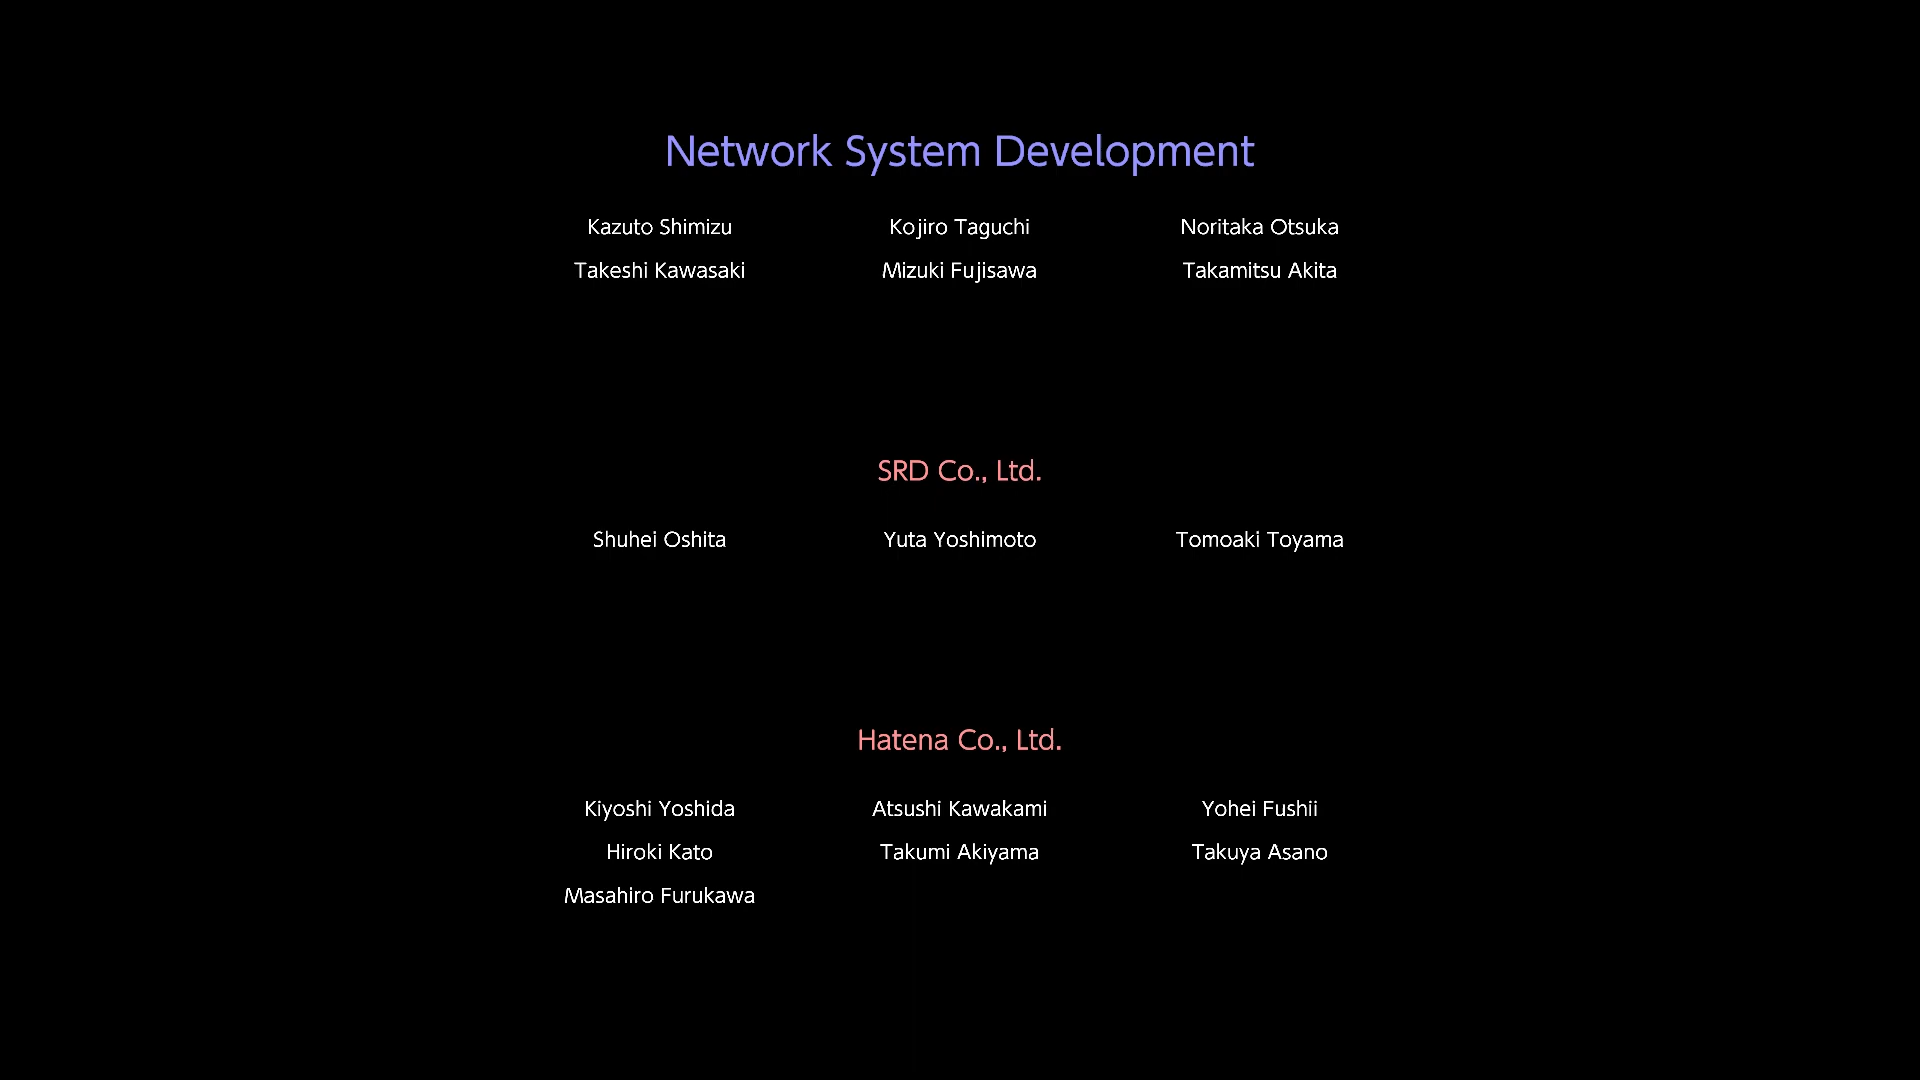 Network System Development
Kazuto Shimizu Kojiro Taguchi Noritaka Otsuka
Takeshi Kawasaki Mizuki Fujisawa Takamitsu Akita
SRD Co., Ltd.
Shuhei Oshita Yuta Yoshimoto Tomoaki Toyama
Hatena Co., Ltd.
Kiyoshi Yoshida Atsushi Kawakami Yohei Fushii
Hiroki Kato Takumi Akiyama Takuya Asano
Masahiro Furukawa